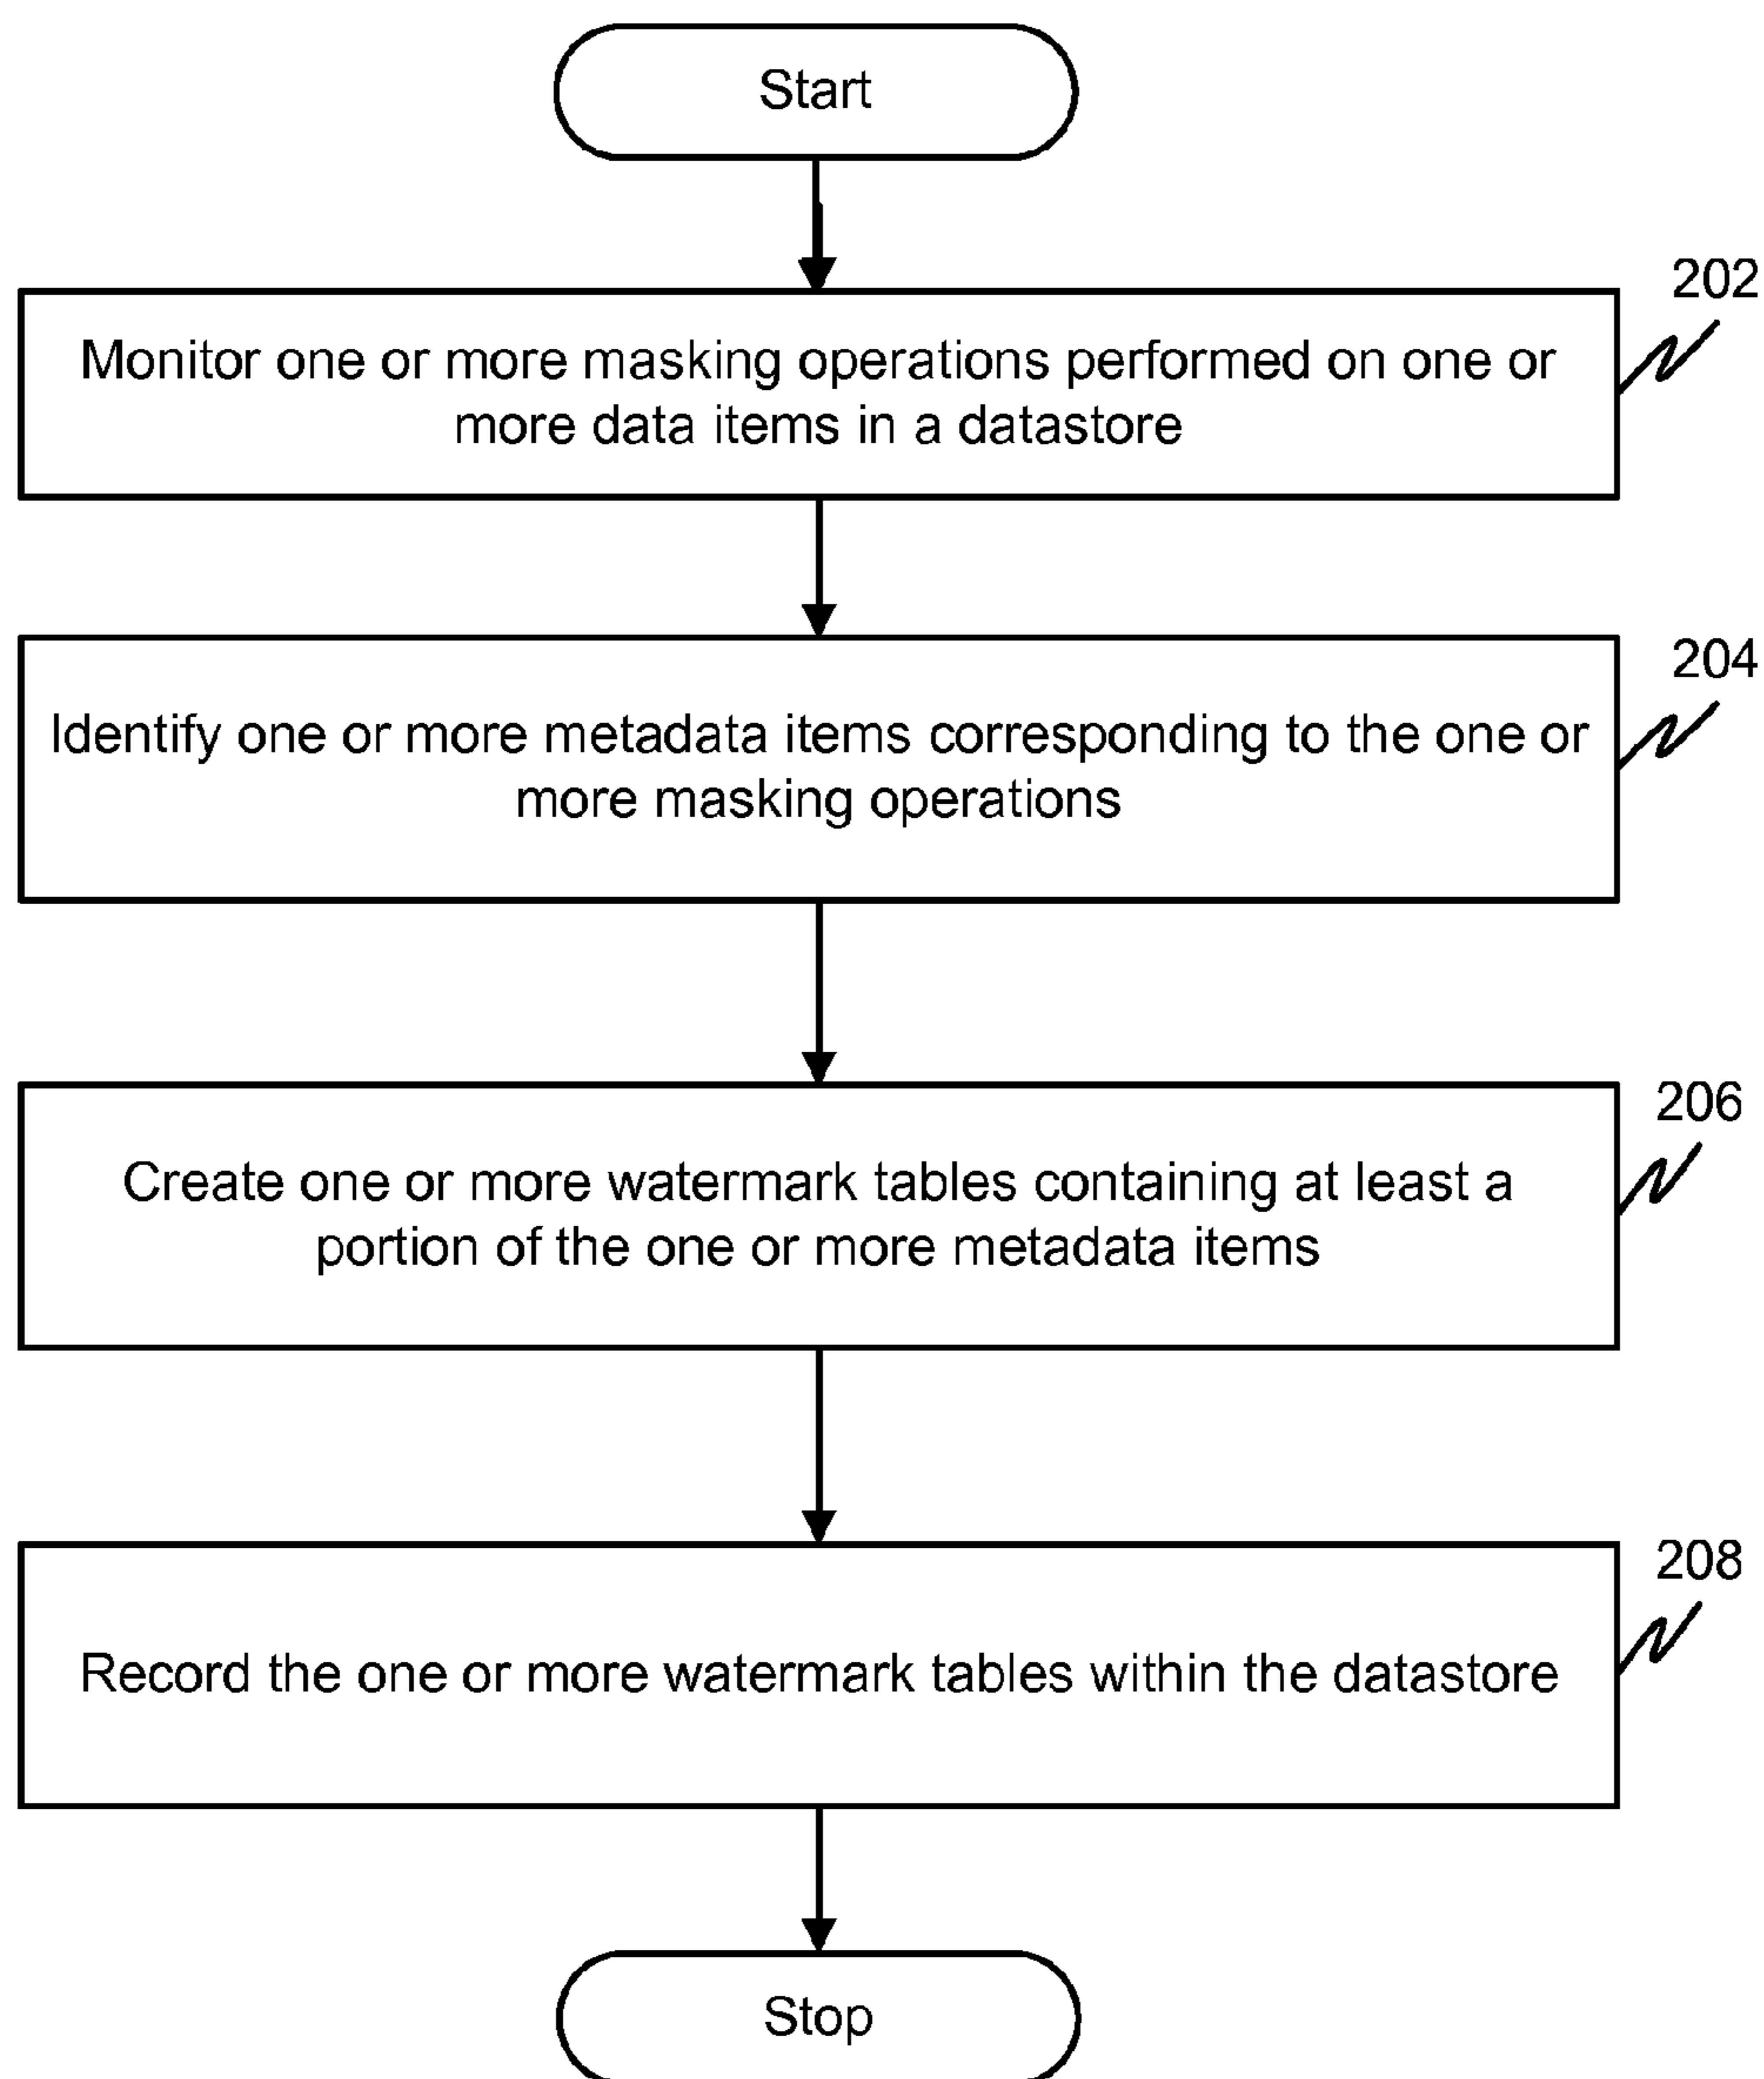 Start
202
Monitor one or more masking operations performed on one or
more data items in a datastore
204
Identify one or more metadata items corresponding to the one or
more masking operations
206
Create one or more watermark tables containing at least a
portion of the one or more metadata items
208
Record the one or more watermark tables within the datastore
Stop